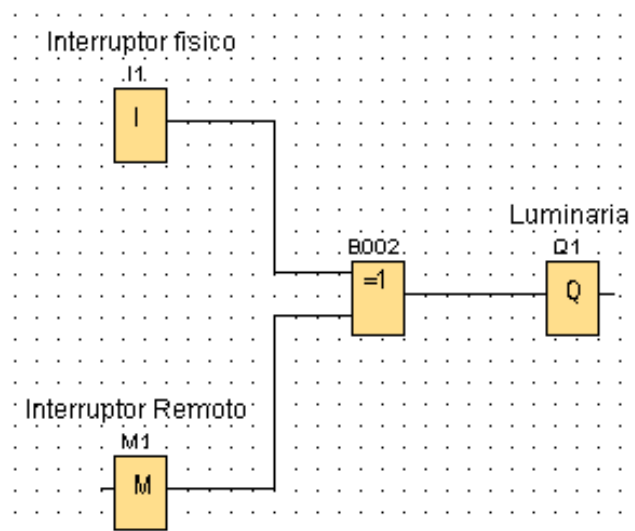 Interruptor fisico
I1
I
Luminaria
B002
Q1
=1
Q
Interruptor Remoto
M1
M